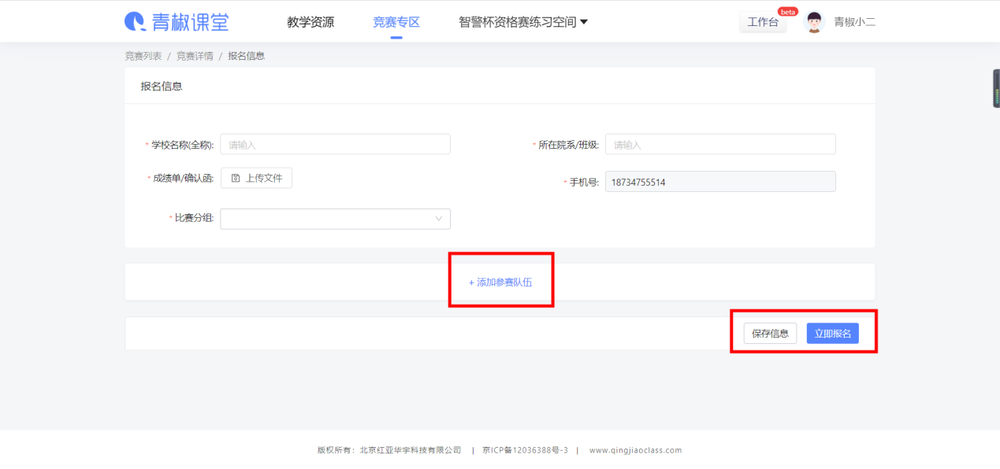 青椒课堂 教学资源 竞赛专区 智警杯资格赛练习空间 工作台 beta 青椒小二
竞赛列表 / 竞赛详情 / 报名信息
报名信息
* 学校名称(全称): 请输入 * 所在院系/班级: 请输入
* 成绩单/确认函: 上传文件 * 手机号: 18734755514
* 比赛分组:
+ 添加参赛队伍
保存信息 立即报名
版权所有：北京红亚华宇科技有限公司 | 京ICP备12036388号-3 | www.qingjiaoclass.com